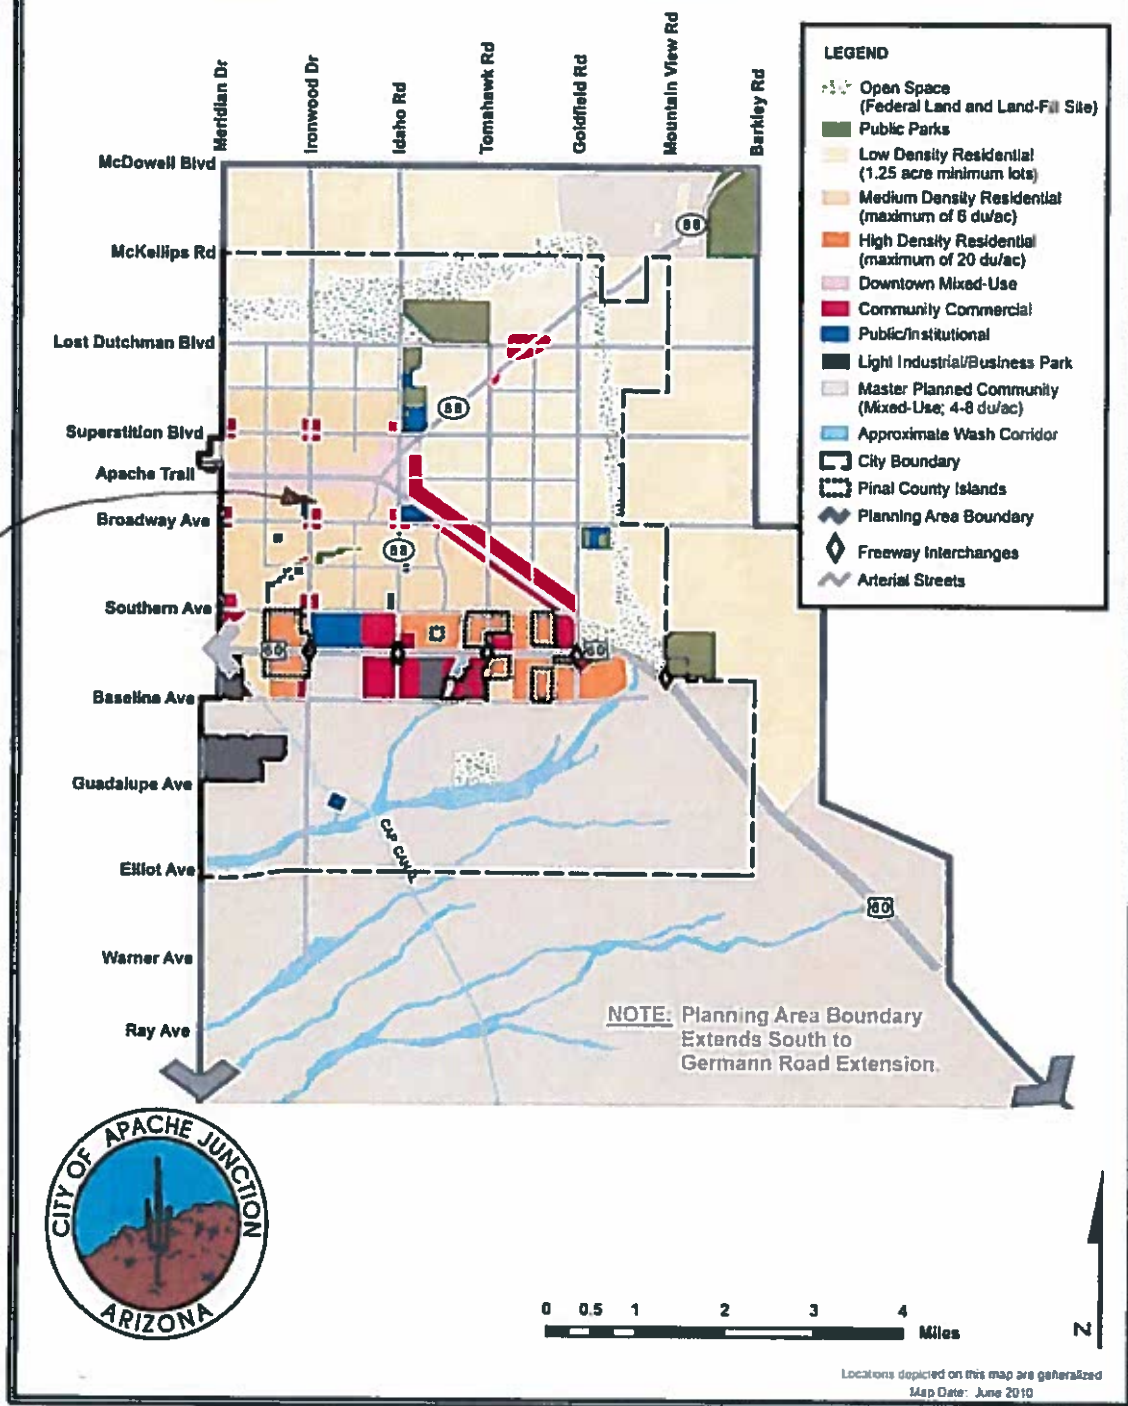 Meridian Dr
Ironwood Dr
Idaho Rd
Tomahawk Rd
Goldfield Rd
Mountain View Rd
Barkley Rd
McDowell Blvd
McKellips Rd
Lost Dutchman Blvd
Superstition Blvd
Apache Trail
Broadway Ave
Southern Ave
Baseline Ave
Guadalupe Ave
Elliot Ave
Warner Ave
Ray Ave
88
88
88
60
60
60
CAP CANAL
LEGEND
Open Space
(Federal Land and Land-Fill Site)
Public Parks
Low Density Residential
(1.25 acre minimum lots)
Medium Density Residential
(maximum of 6 du/ac)
High Density Residential
(maximum of 20 du/ac)
Downtown Mixed-Use
Community Commercial
Public/Institutional
Light Industrial/Business Park
Master Planned Community
(Mixed-Use; 4-8 du/ac)
Approximate Wash Corridor
City Boundary
Pinal County Islands
Planning Area Boundary
Freeway Interchanges
Arterial Streets
NOTE: Planning Area Boundary
Extends South to
Germann Road Extension.
CITY OF APACHE JUNCTION
ARIZONA
0 0.5 1 2 3 4
Miles
N
Locations depicted on this map are generalized
Map Date: June 2010